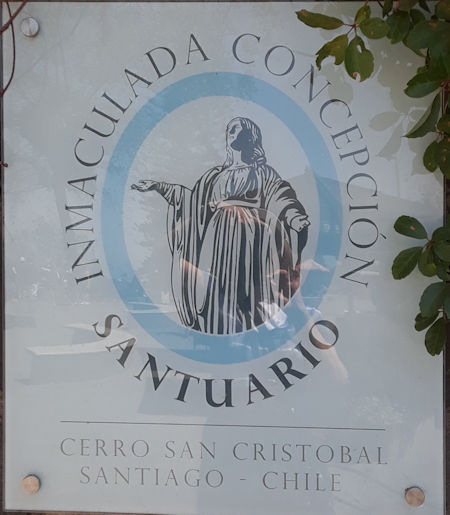 INMACULADA CONCEPCIÓN
SANTUARIO
CERRO SAN CRISTOBAL
SANTIAGO - CHILE